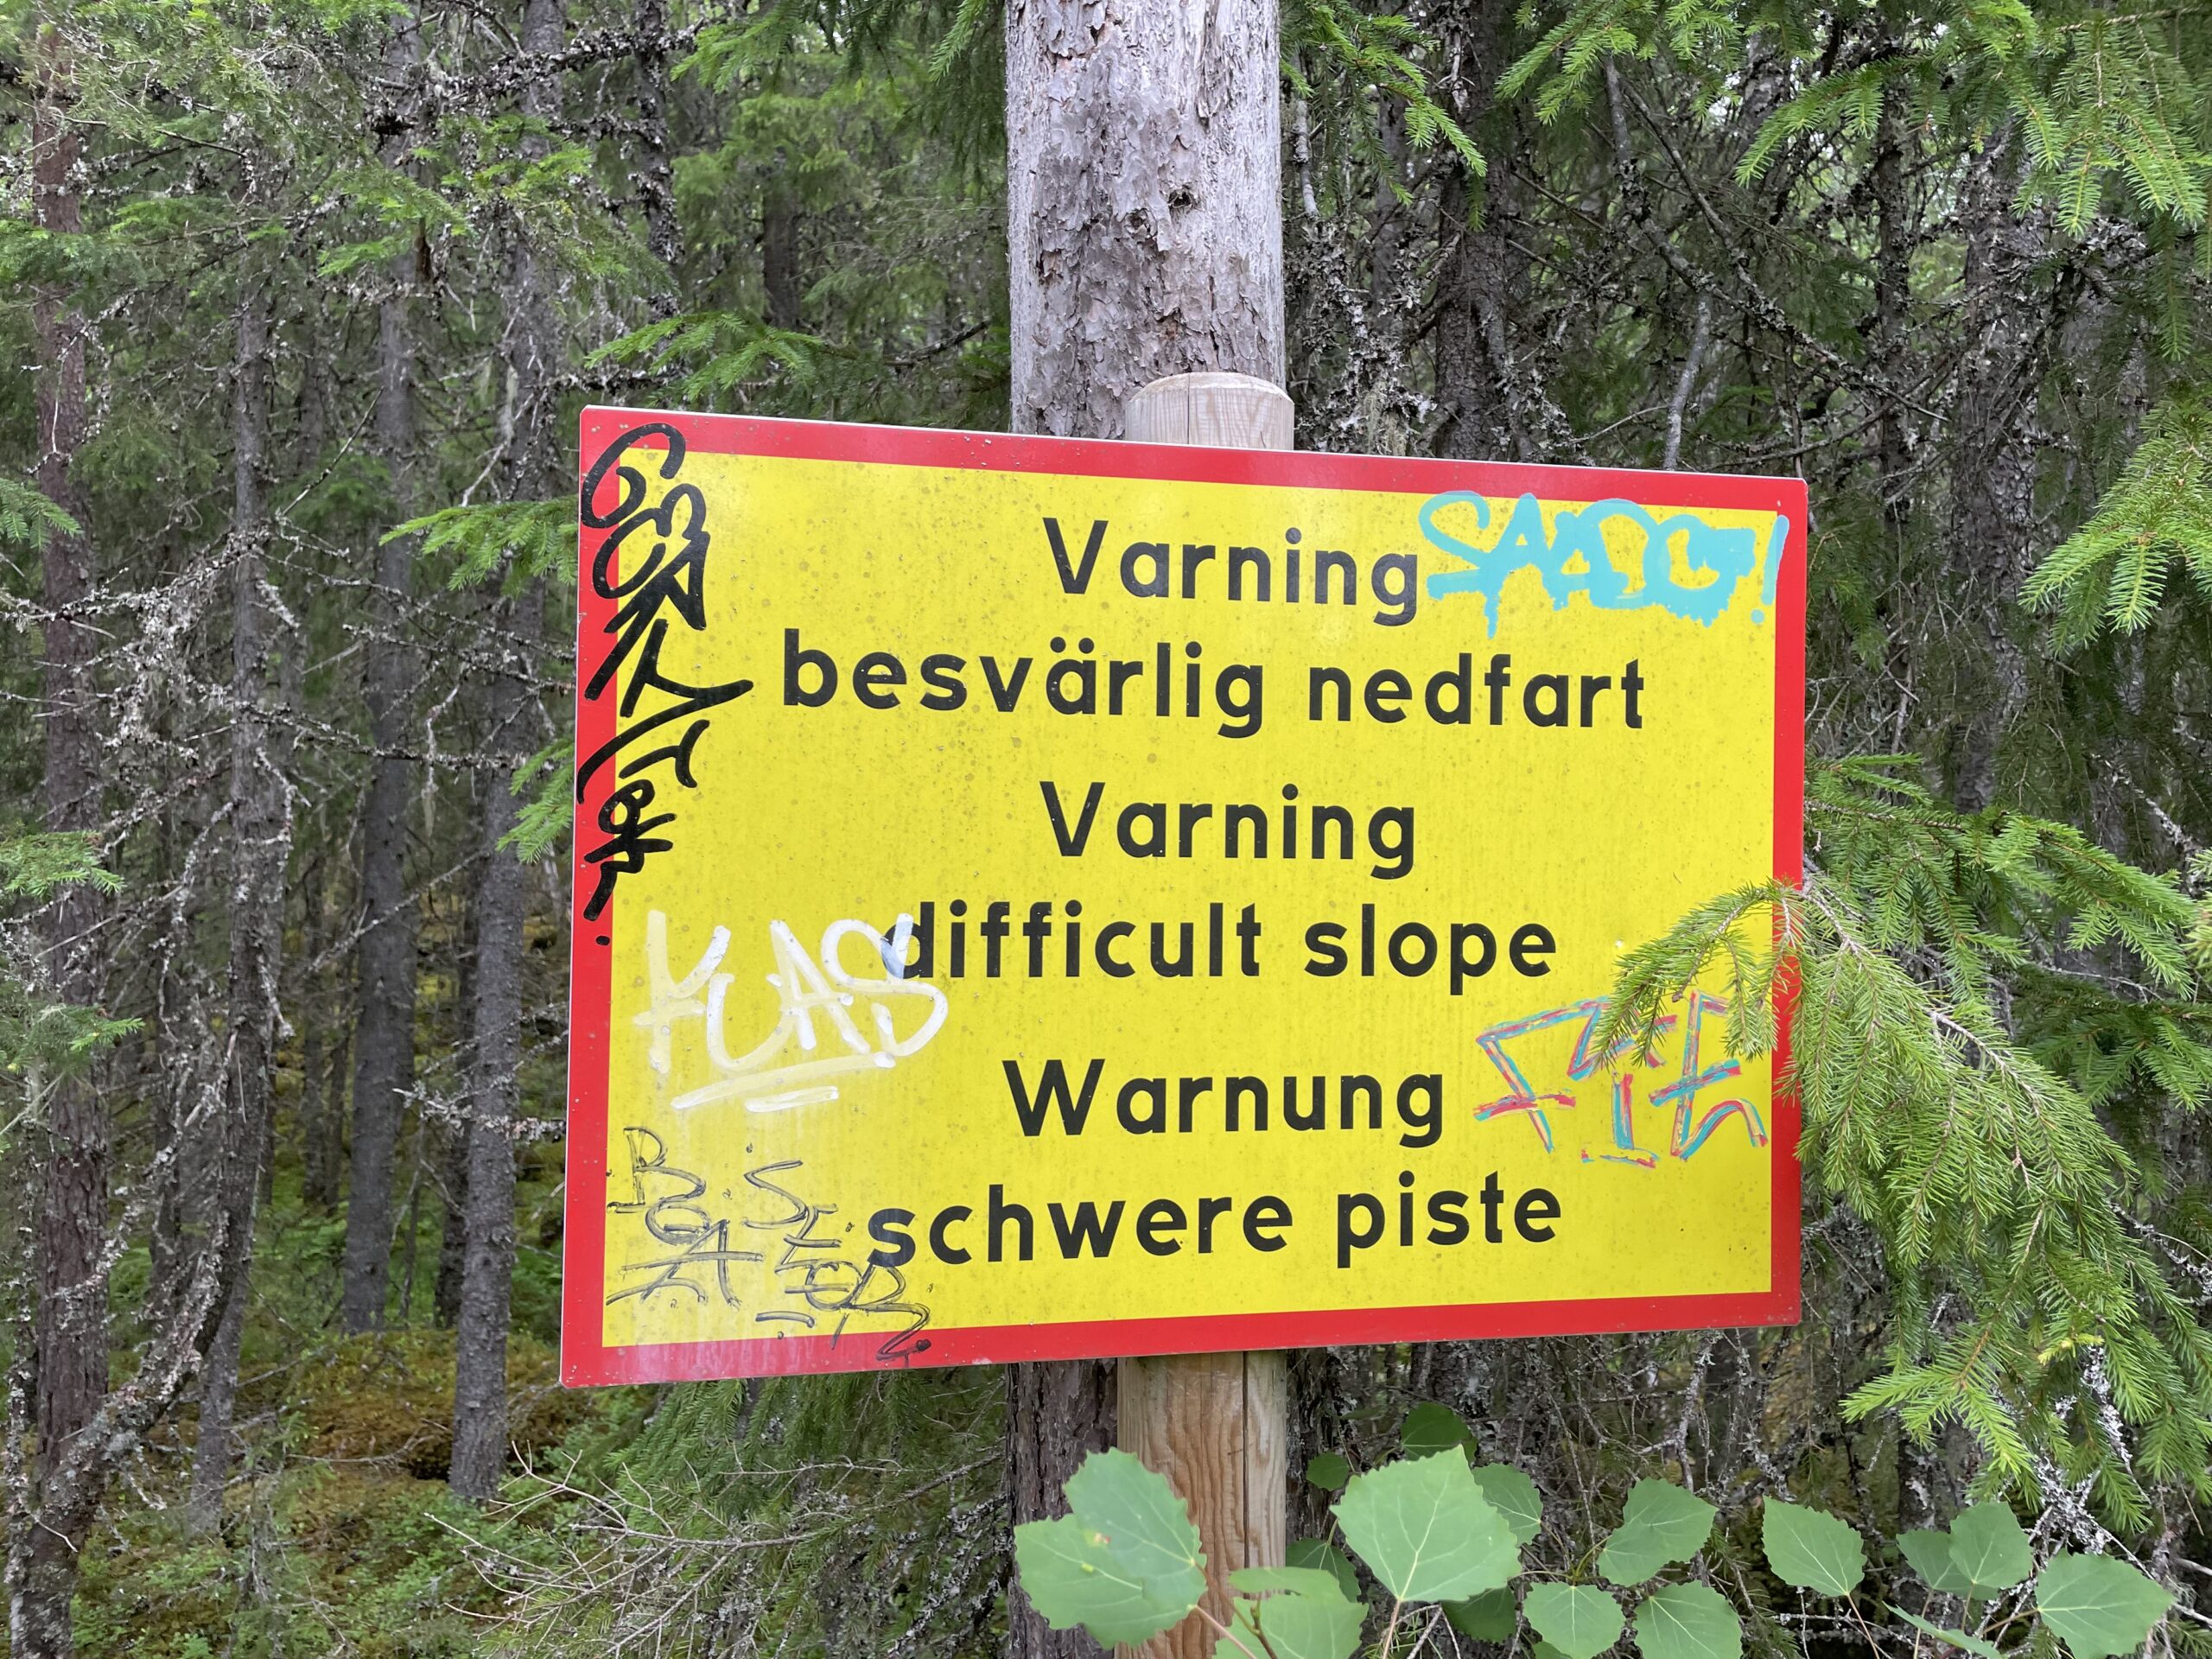 Varning
besvärlig nedfart
Varning
difficult slope
Warnung
schwere piste